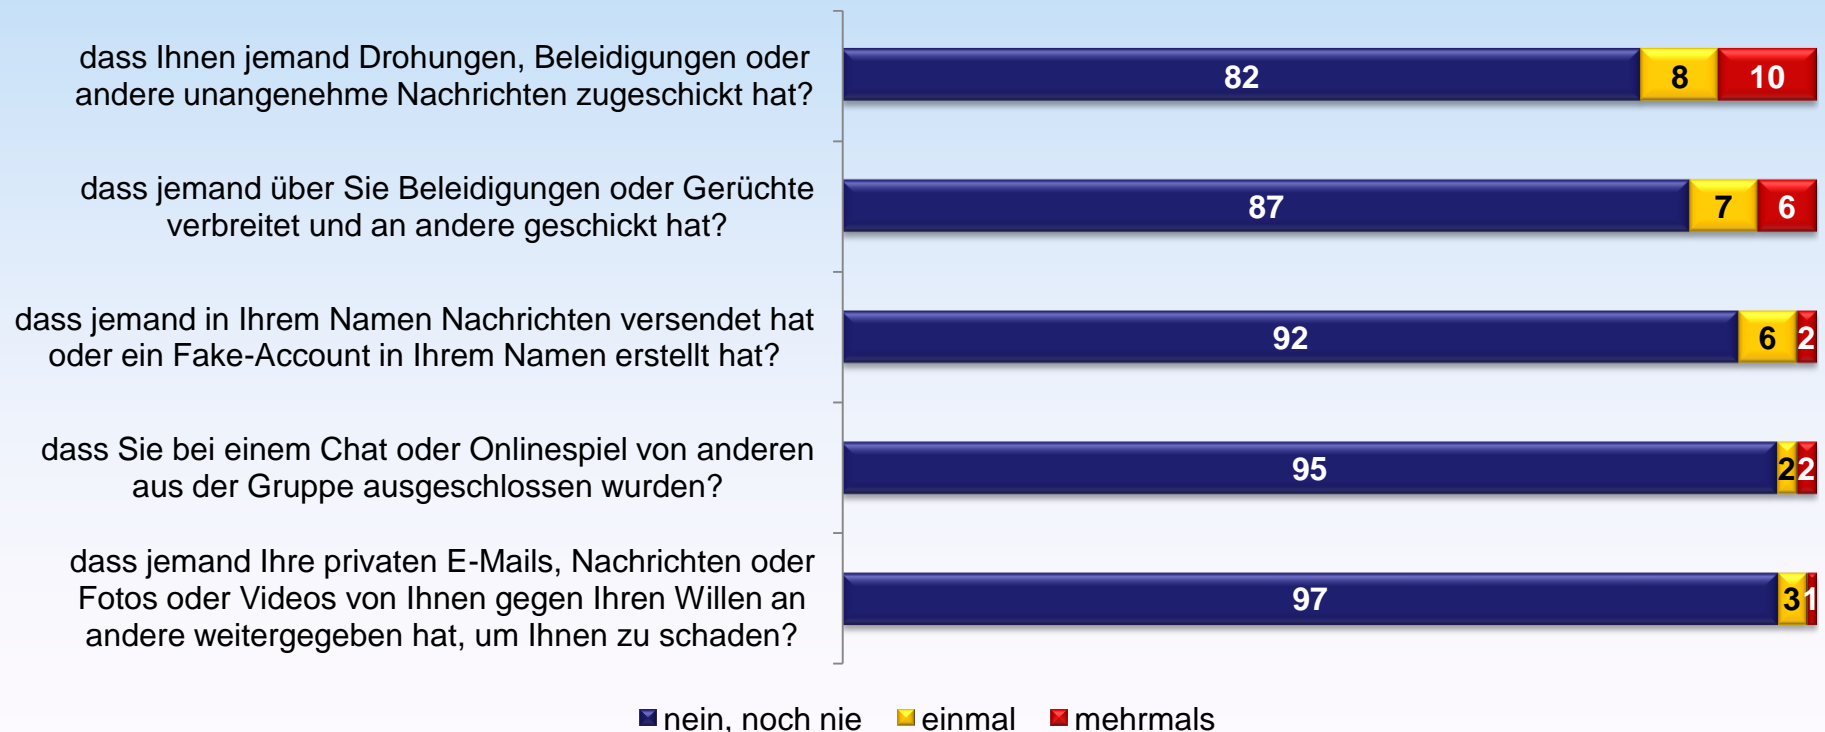 dass Ihnen jemand Drohungen, Beleidigungen oder
andere unangenehme Nachrichten zugeschickt hat?
82 8 10
dass jemand über Sie Beleidigungen oder Gerüchte
verbreitet und an andere geschickt hat?
87 7 6
dass jemand in Ihrem Namen Nachrichten versendet hat
oder ein Fake-Account in Ihrem Namen erstellt hat?
92 6 2
dass Sie bei einem Chat oder Onlinespiel von anderen
aus der Gruppe ausgeschlossen wurden?
95 2 2
dass jemand Ihre privaten E-Mails, Nachrichten oder
Fotos oder Videos von Ihnen gegen Ihren Willen an
andere weitergegeben hat, um Ihnen zu schaden?
97 3 1
nein, noch nie einmal mehrmals